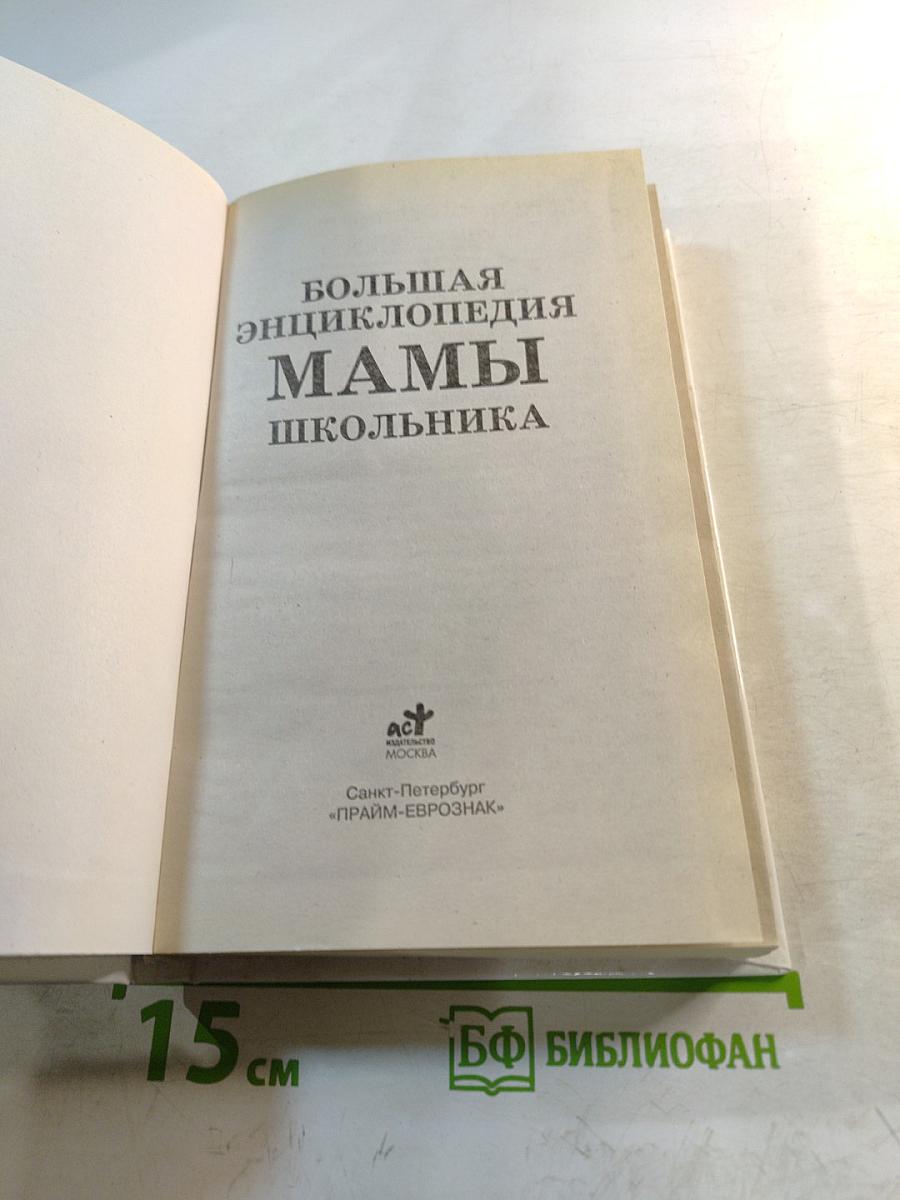 БОЛЬШАЯ
ЭНЦИКЛОПЕДИЯ
МАМЫ
ШКОЛЬНИКА
аст
ИЗДАТЕЛЬСТВО
МОСКВА
Санкт-Петербург
«ПРАЙМ-ЕВРОЗНАК»
15 см
БФ БИБЛИОФАН